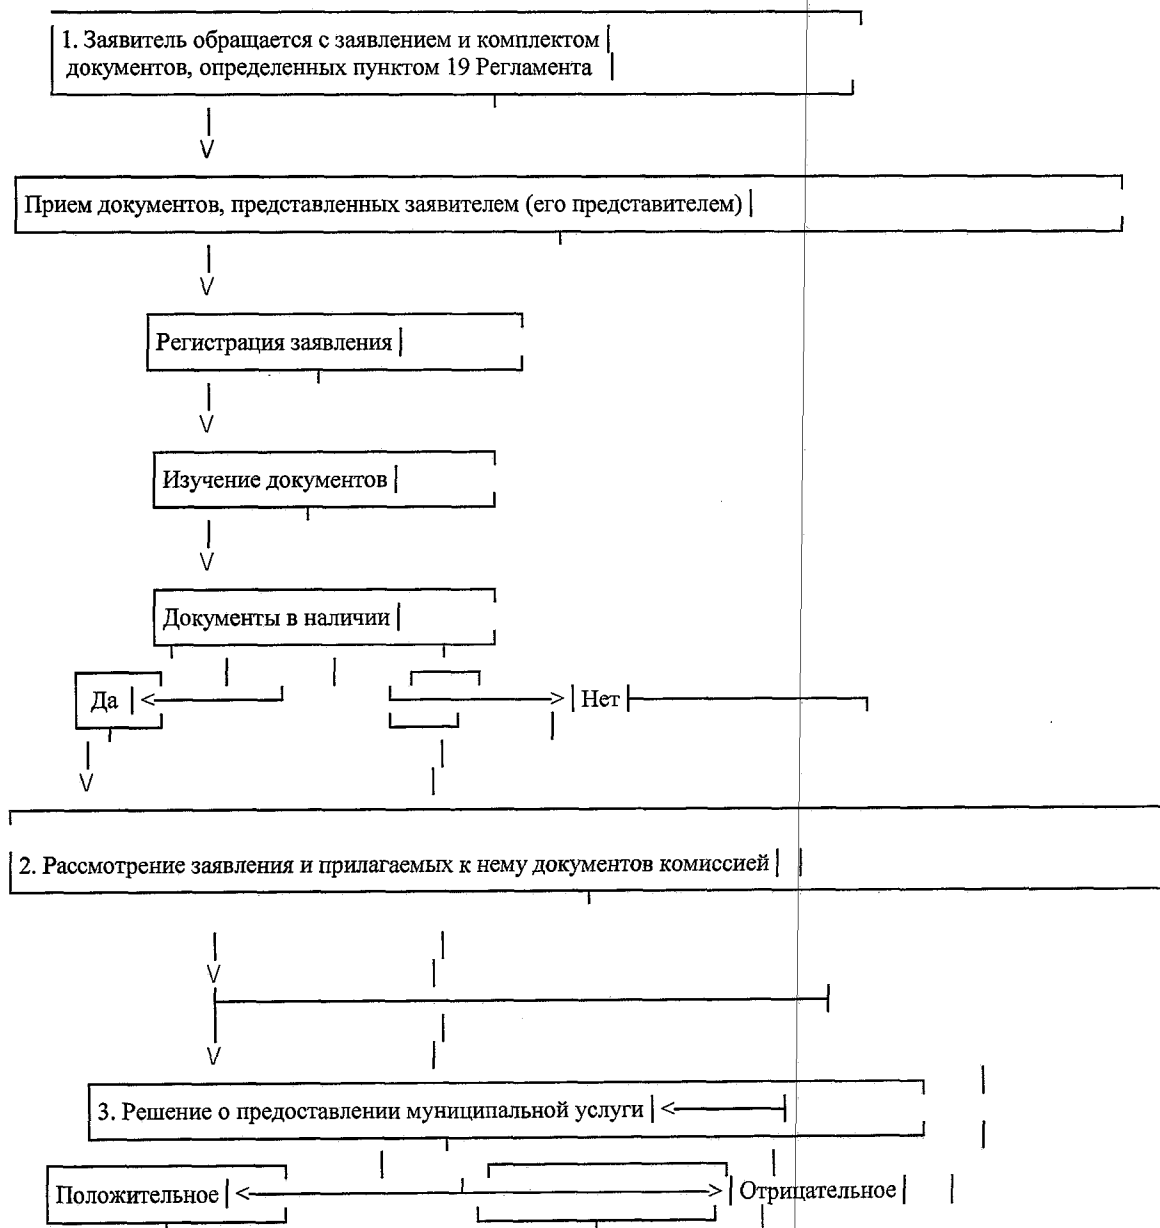 1. Заявитель обращается с заявлением и комплектом
документов, определенных пунктом 19 Регламента
Прием документов, представленных заявителем (его представителем)
Регистрация заявления
Изучение документов
Документы в наличии
Да
Нет
2. Рассмотрение заявления и прилагаемых к нему документов комиссией
3. Решение о предоставлении муниципальной услуги
Положительное
Отрицательное